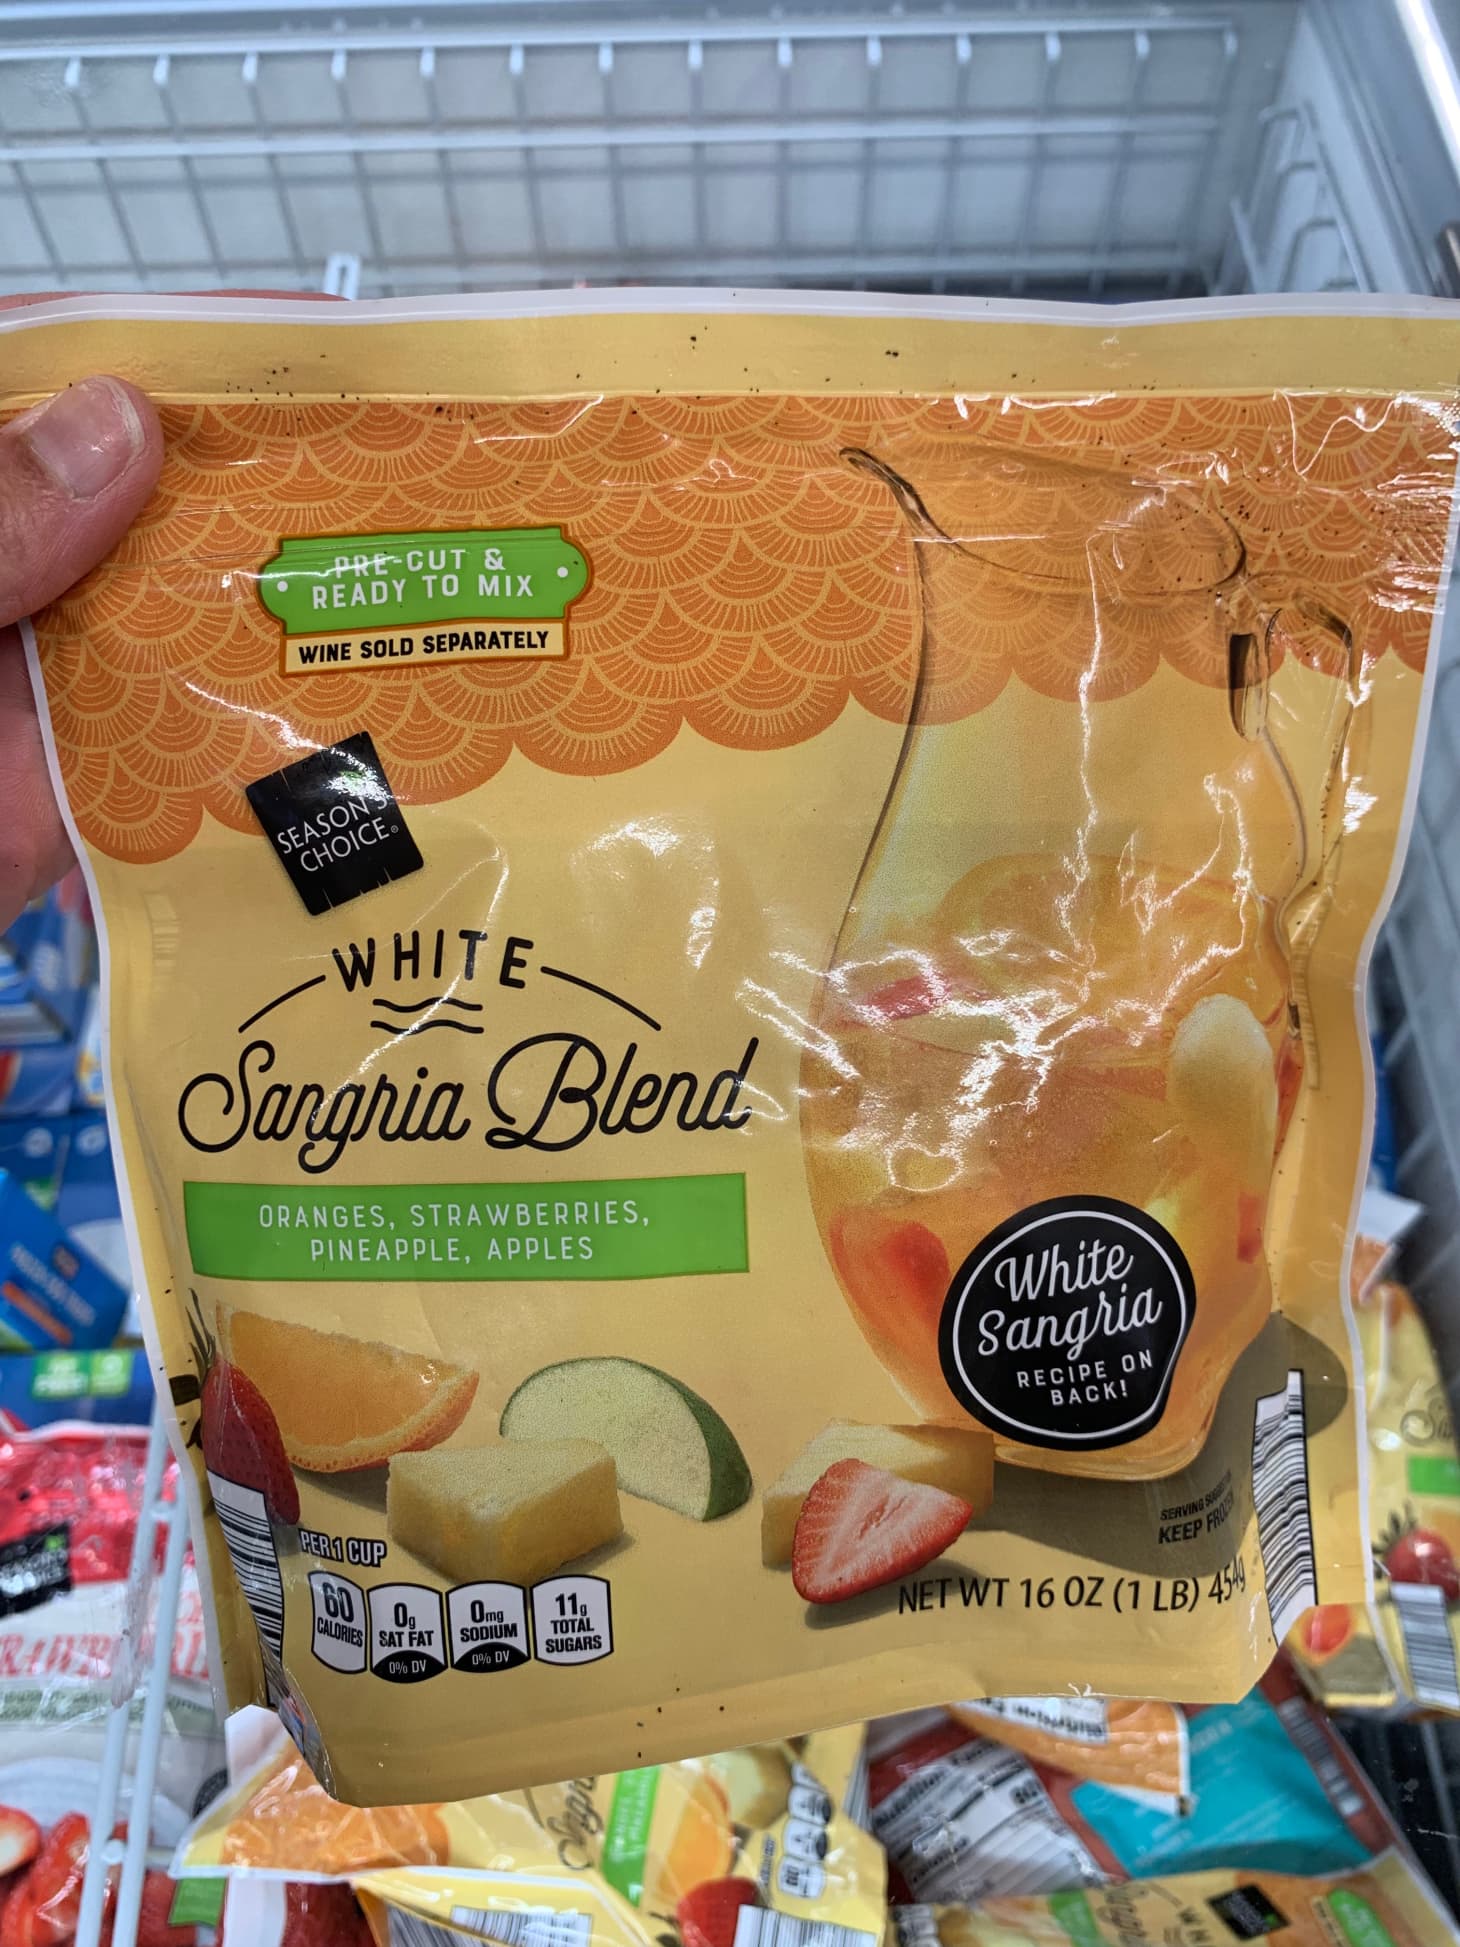 PRE-CUT &
READY TO MIX
WINE SOLD SEPARATELY
SEASON'S
CHOICE®
WHITE
Sangria Blend
ORANGES, STRAWBERRIES,
PINEAPPLE, APPLES
White
Sangria
RECIPE ON
BACK!
SERVING
KEEP FROZEN
NET WT 16 OZ (1 LB) 454g
PER 1 CUP
60
CALORIES
0g
SAT FAT
0% DV
0mg
SODIUM
0% DV
11g
TOTAL
SUGARS